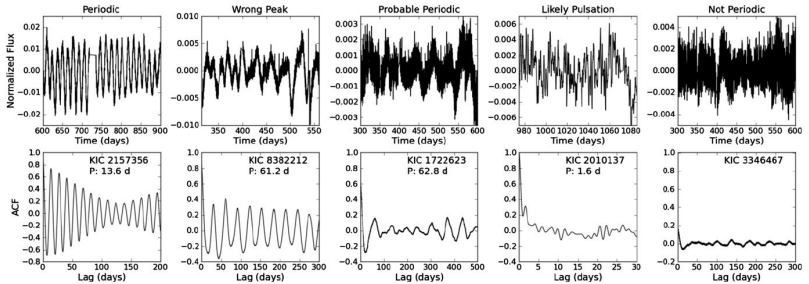 Periodic Wrong Peak Probable Periodic Likely Pulsation Not Periodic
Normalized Flux
0.02
0.01
0.00
−0.01
−0.02
600 650 700 750 800 850 900
Time (days)
0.010
0.005
0.000
−0.005
−0.010
350 400 450 500 550
Time (days)
0.003
0.002
0.001
0.000
−0.001
−0.002
−0.003
300 350 400 450 500 550 600
Time (days)
0.006
0.004
0.002
0.000
−0.002
−0.004
−0.006
980 1000 1020 1040 1060 1080
Time (days)
0.004
0.002
0.000
−0.002
−0.004
300 350 400 450 500 550 600
Time (days)
ACF
1.0
0.8
0.6
0.4
0.2
0.0
−0.2
−0.4
−0.6
−0.8
KIC 2157356
P: 13.6 d
0 50 100 150 200
Lag (days)
1.0
0.8
0.6
0.4
0.2
0.0
−0.2
−0.4
KIC 8382212
P: 61.2 d
0 50 100 150 200 250 300
Lag (days)
1.0
0.8
0.6
0.4
0.2
0.0
−0.2
−0.4
KIC 1722623
P: 62.8 d
0 100 200 300 400 500
Lag (days)
1.0
0.8
0.6
0.4
0.2
0.0
−0.2
−0.4
KIC 2010137
P: 1.6 d
0 5 10 15 20 25 30
Lag (days)
1.0
0.8
0.6
0.4
0.2
0.0
−0.2
KIC 3346467
0 50 100 150 200 250 300
Lag (days)